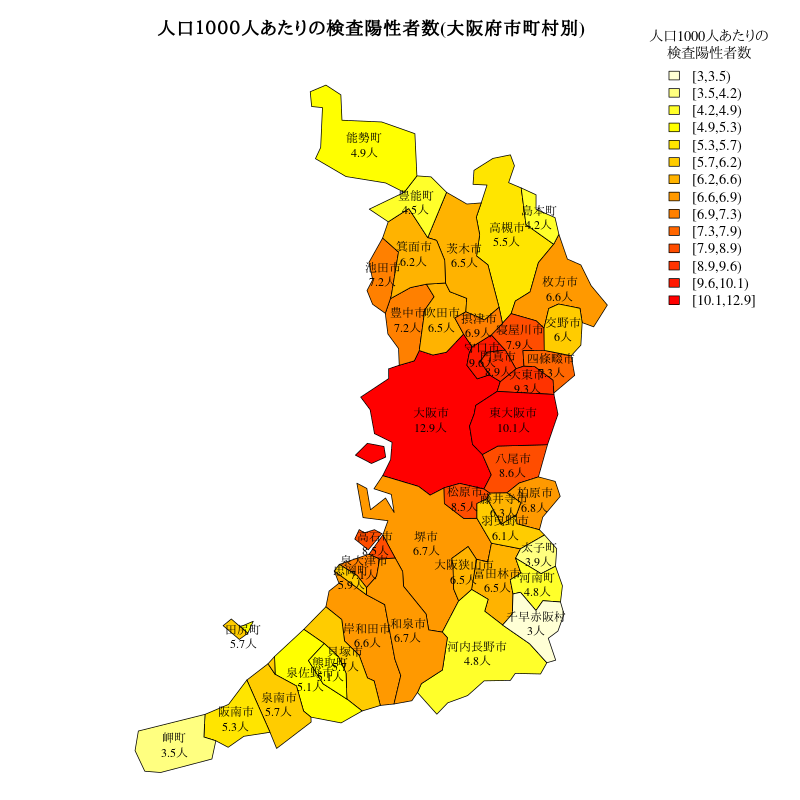 人口1000人あたりの検査陽性者数(大阪府市町村別)
人口1000人あたりの
検査陽性者数
[3,3.5)
[3.5,4.2)
[4.2,4.9)
[4.9,5.3)
[5.3,5.7)
[5.7,6.2)
[6.2,6.6)
[6.6,6.9)
[6.9,7.3)
[7.3,7.9)
[7.9,8.9)
[8.9,9.6)
[9.6,10.1)
[10.1,12.9]
能勢町
4.9人
豊能町
4.5人
島本町
4.2人
高槻市
5.5人
箕面市
6.2人
茨木市
6.5人
池田市
7.2人
枚方市
6.6人
豊中市
7.2人
吹田市
6.5人
摂津市
6.9人
寝屋川市
7.9人
交野市
6人
守口市
9.6人
門真市
8.9人
四條畷市
7.3人
大東市
9.3人
大阪市
12.9人
東大阪市
10.1人
八尾市
8.6人
松原市
8.5人
藤井寺市
6.3人
柏原市
6.8人
羽曳野市
6.1人
高石市
8.5人
堺市
6.7人
太子町
3.9人
泉大津市
忠岡町
5.9人
大阪狭山市
6.5人
富田林市
6.5人
河南町
4.8人
千早赤阪村
3人
田尻町
5.7人
岸和田市
6.6人
和泉市
6.7人
河内長野市
4.8人
貝塚市
5.7人
熊取町
5.1人
泉佐野市
5.1人
泉南市
5.7人
阪南市
5.3人
岬町
3.5人